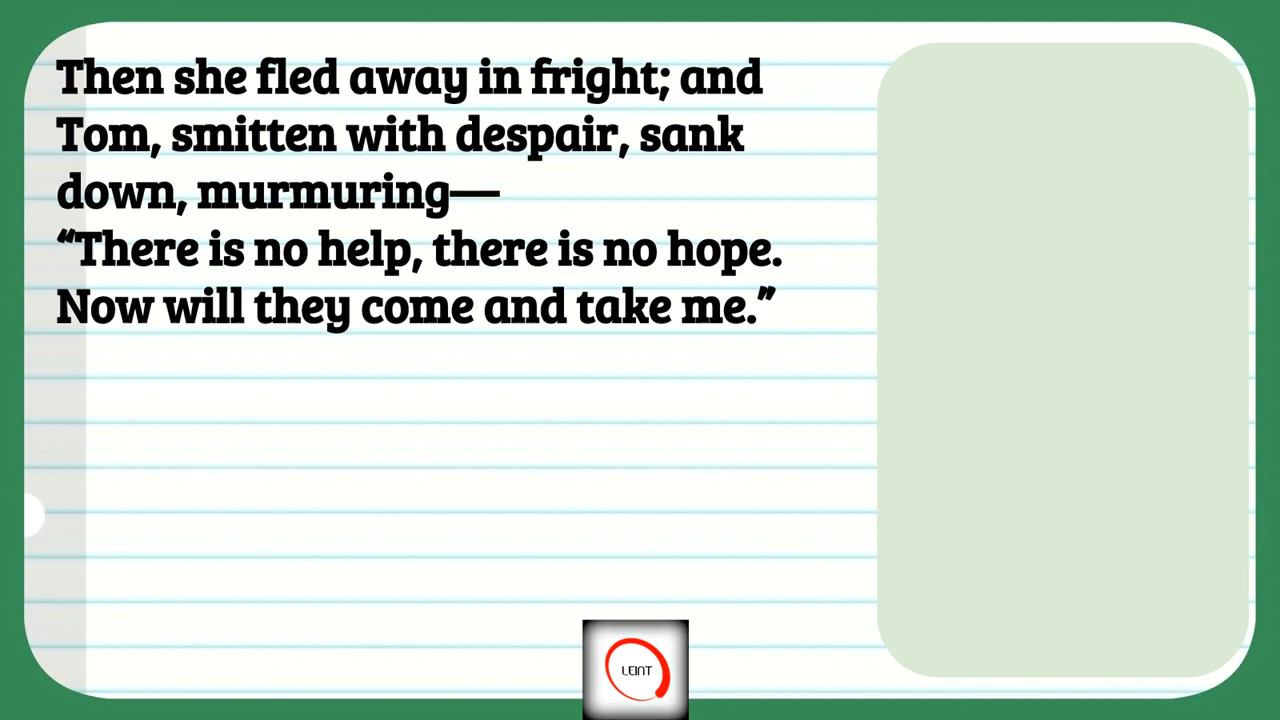 Then she fled away in fright; and
Tom, smitten with despair, sank
down, murmuring—
“There is no help, there is no hope.
Now will they come and take me.”
LEINT